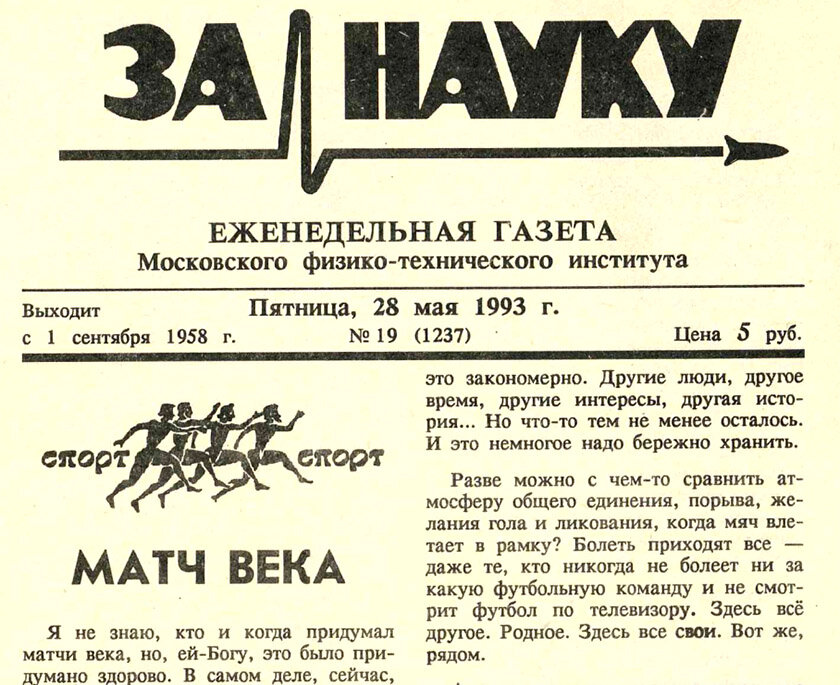 ЗА НАУКУ
ЕЖЕНЕДЕЛЬНАЯ ГАЗЕТА
Московского физико-технического института
Выходит
с 1 сентября 1958 г.
Пятница, 28 мая 1993 г.
№ 19 (1237)
Цена 5 руб.
спорт спорт
МАТЧ ВЕКА
Я не знаю, кто и когда придумал
матчи века, но, ей-Богу, это было при-
думано здорово. В самом деле, сейчас,
это закономерно. Другие люди, другое
время, другие интересы, другая исто-
рия... Но что-то тем не менее осталось.
И это немногое надо бережно хранить.
Разве можно с чем-то сравнить ат-
мосферу общего единения, порыва, же-
лания гола и ликования, когда мяч вле-
тает в рамку? Болеть приходят все —
даже те, кто никогда не болеет ни за
какую футбольную команду и не смот-
рит футбол по телевизору. Здесь всё
другое. Родное. Здесь все свои. Вот же,
рядом.